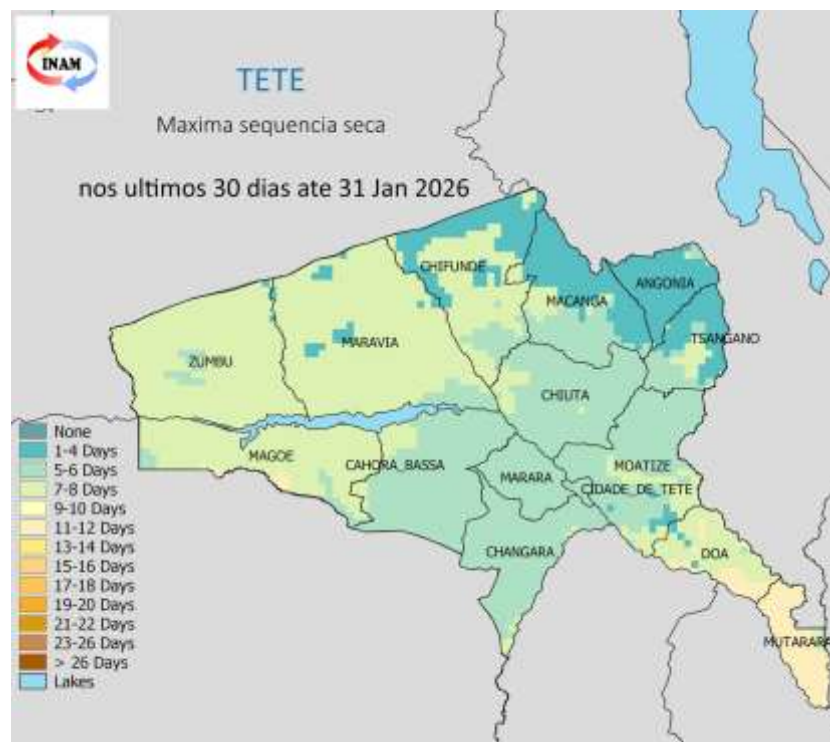 INAM
TETE
Maxima sequencia seca
nos ultimos 30 dias ate 31 Jan 2026
CHIFUNDE
ANGONIA
MACANGA
TSANGANO
MARAVIA
ZUMBU
CHIUTA
MAGOE
CAHORA_BASSA
MOATIZE
MARARA
CIDADE_DE_TETE
CHANGARA
DOA
MUTARARA
None
1-4 Days
5-6 Days
7-8 Days
9-10 Days
11-12 Days
13-14 Days
15-16 Days
17-18 Days
19-20 Days
21-22 Days
23-26 Days
> 26 Days
Lakes